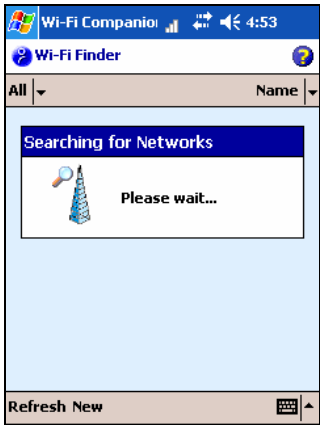 Wi-Fi Companio 4:53
Wi-Fi Finder ?
All Name
Searching for Networks
Please wait...
Refresh New